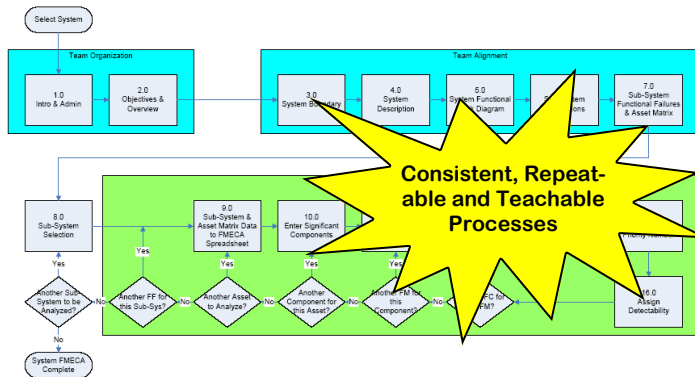 Select System
Team Organization
Team Alignment
1.0
Intro & Admin
2.0
Objectives &
Overview
3.0
System
4.0
System
Description
5.0
System Functional
Diagram
7.0
Sub-System
Functional Failures
& Asset Matrix
Consistent, Repeat-
able and Teachable
Processes
8.0
Sub-System
Selection
9.0
Sub-System &
Asset Matrix Data
to FMECA
Spreadsheet
10.0
Enter Significant
Components
Yes
Yes
Yes
Yes
Yes
Another Sub-
System to be
Analyzed?
No
Another FF for
this Sub-Sys?
No
Another Asset
to Analyze?
No
Another
Component for
this Asset?
No
Another FM for
this
Component?
No
FC for
FM?
16.0
Assign
Detectability
No
System FMECA
Complete